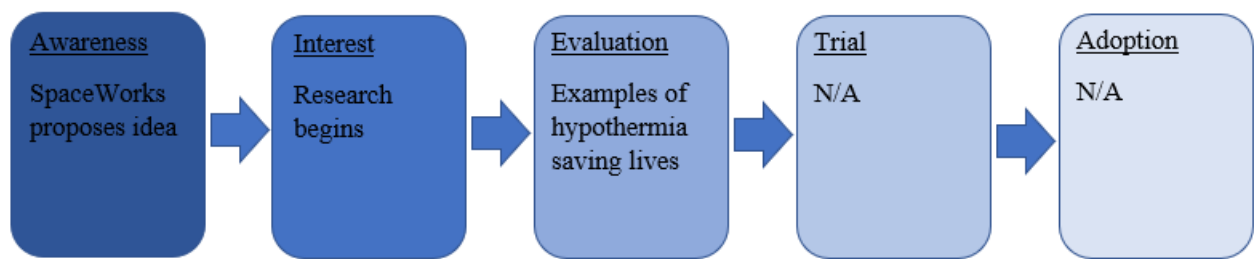 Awareness
SpaceWorks
proposes idea
Interest
Research
begins
Evaluation
Examples of
hypothermia
saving lives
Trial
N/A
Adoption
N/A